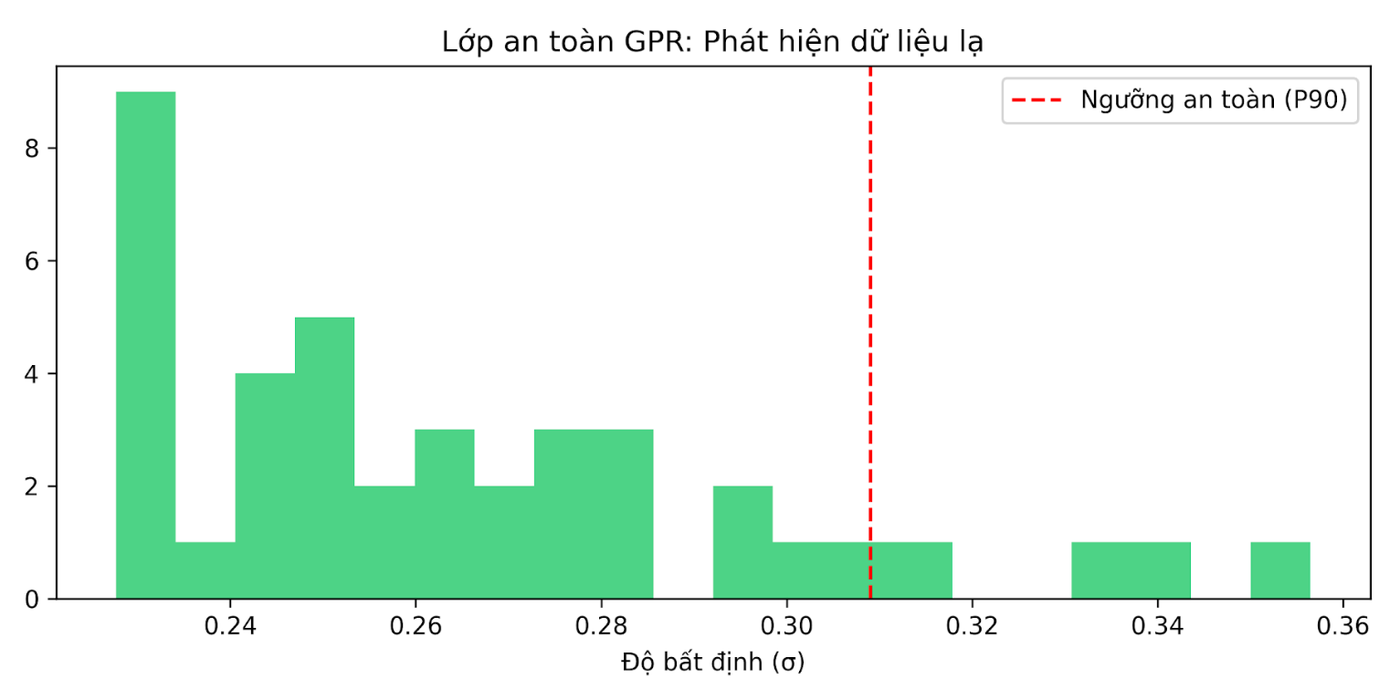 Lớp an toàn GPR: Phát hiện dữ liệu lạ
Ngưỡng an toàn (P90)
8
6
4
2
0
0.24 0.26 0.28 0.30 0.32 0.34 0.36
Độ bất định (σ)